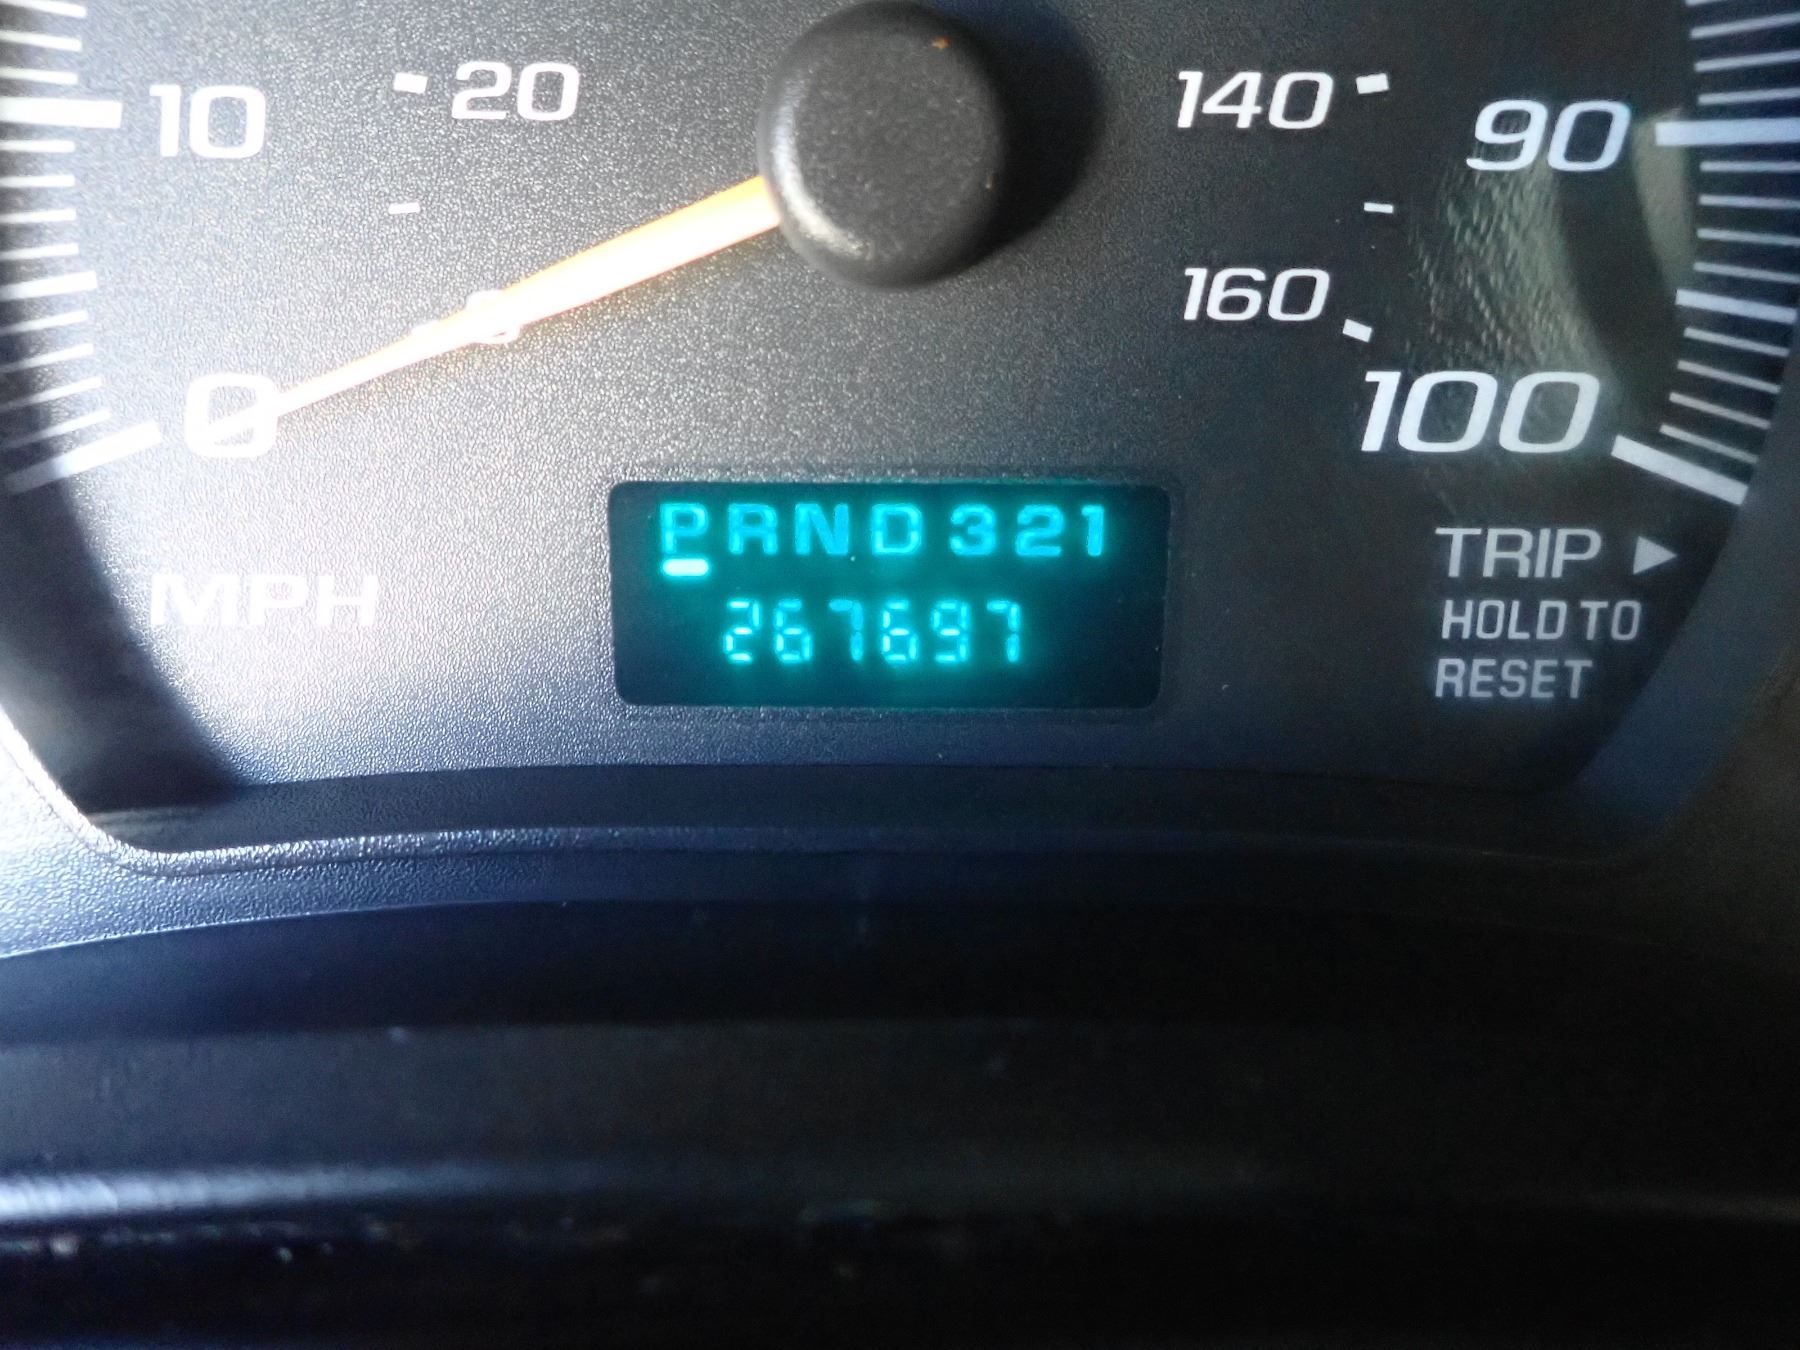 10
20
140
90
160
0
100
PRND321
267697
MPH
TRIP ▶
HOLD TO
RESET